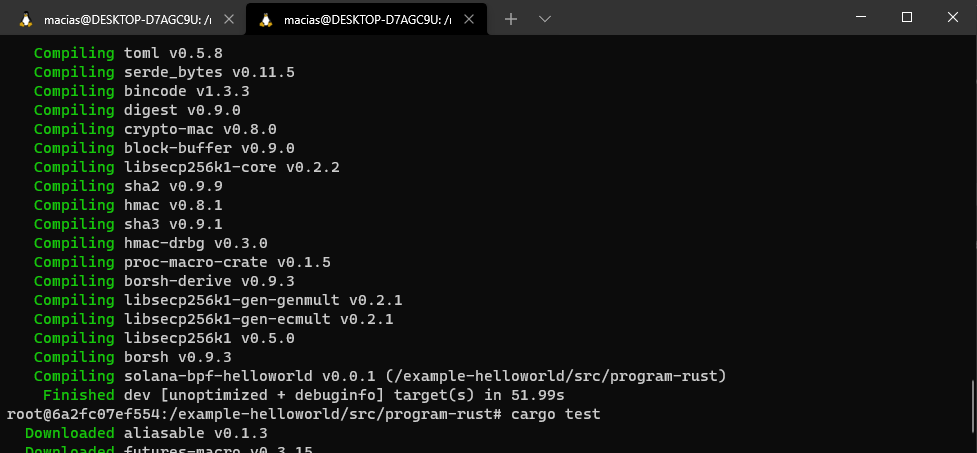 macias@DESKTOP-D7AGC9U: /r
macias@DESKTOP-D7AGC9U: /r
Compiling toml v0.5.8
Compiling serde_bytes v0.11.5
Compiling bincode v1.3.3
Compiling digest v0.9.0
Compiling crypto-mac v0.8.0
Compiling block-buffer v0.9.0
Compiling libsecp256k1-core v0.2.2
Compiling sha2 v0.9.9
Compiling hmac v0.8.1
Compiling sha3 v0.9.1
Compiling hmac-drbg v0.3.0
Compiling proc-macro-crate v0.1.5
Compiling borsh-derive v0.9.3
Compiling libsecp256k1-gen-genmult v0.2.1
Compiling libsecp256k1-gen-ecmult v0.2.1
Compiling libsecp256k1 v0.5.0
Compiling borsh v0.9.3
Compiling solana-bpf-helloworld v0.0.1 (/example-helloworld/src/program-rust)
Finished dev [unoptimized + debuginfo] target(s) in 51.99s
root@6a2fc07ef554:/example-helloworld/src/program-rust# cargo test
Downloaded aliasable v0.1.3
Downloaded futures-macro v0.3.15